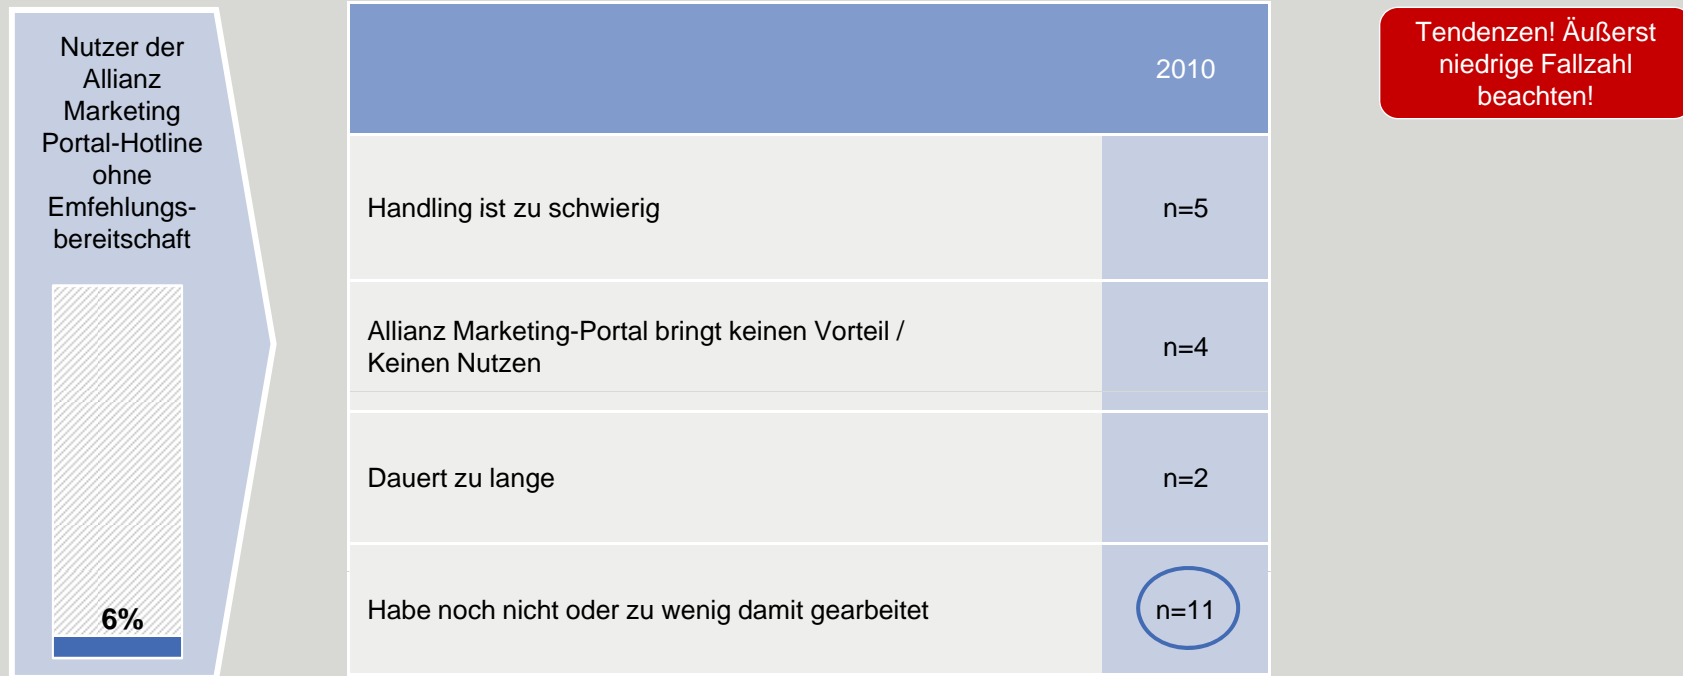 Nutzer der
Allianz
Marketing
Portal-Hotline
ohne
Emfehlungs-
bereitschaft
6%
2010
Handling ist zu schwierig
n=5
Allianz Marketing-Portal bringt keinen Vorteil /
Keinen Nutzen
n=4
Dauert zu lange
n=2
Habe noch nicht oder zu wenig damit gearbeitet
n=11
Tendenzen! Äußerst
niedrige Fallzahl
beachten!